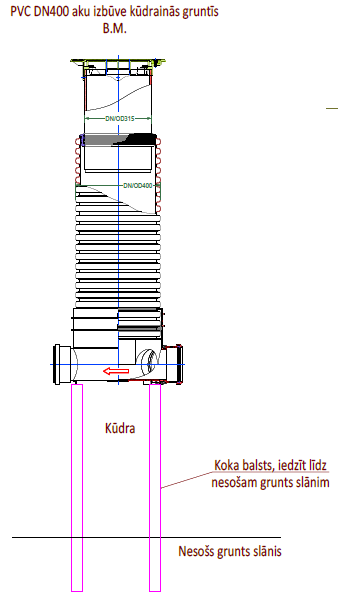 PVC DN400 aku izbūve kūdrainās gruntīs
B.M.
DN/OD315
DN/OD400
Kūdra
Koka balsts, iedzīt līdz
nesošam grunts slānim
Nesošs grunts slānis